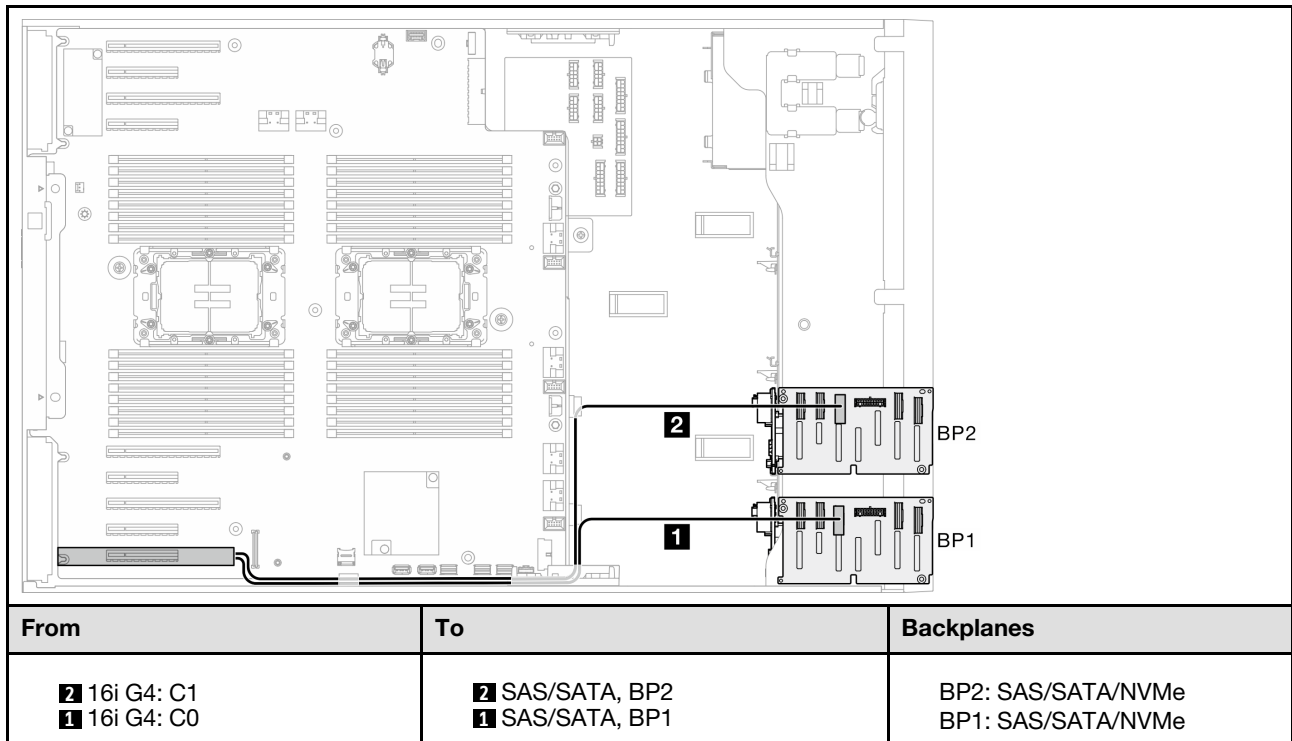 2
BP2
1
BP1
From To Backplanes
2 16i G4: C1 2 SAS/SATA, BP2 BP2: SAS/SATA/NVMe
1 16i G4: C0 1 SAS/SATA, BP1 BP1: SAS/SATA/NVMe